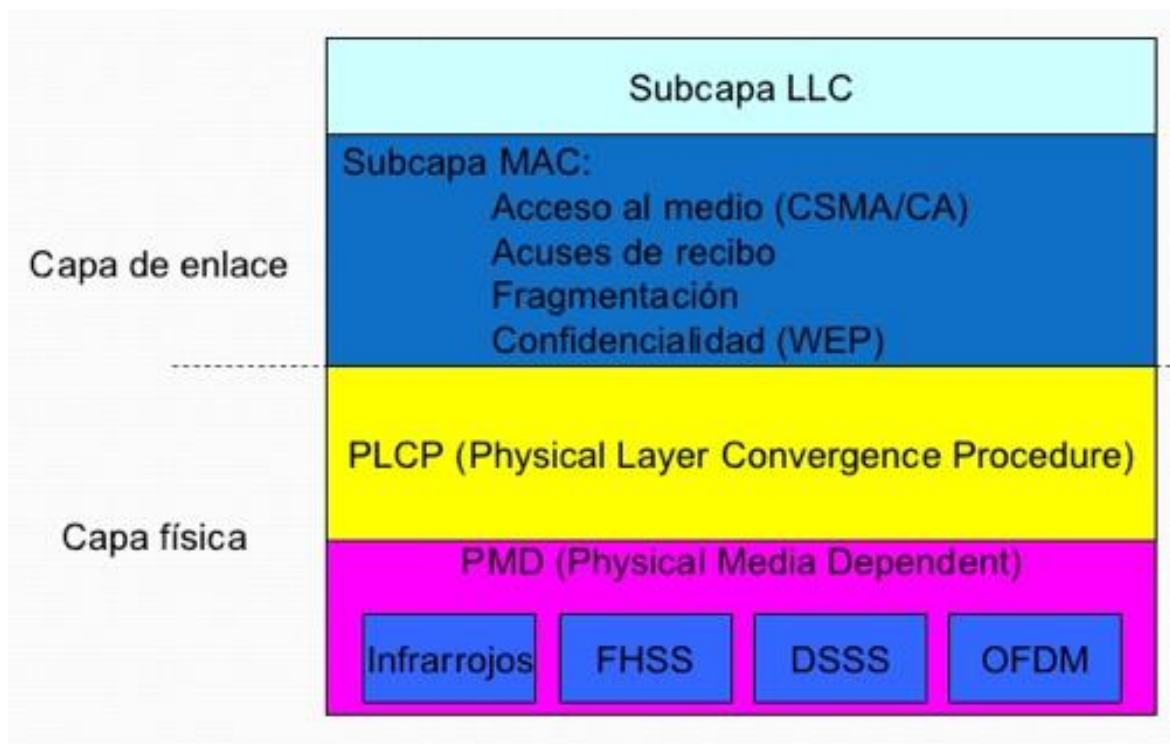 Subcapa LLC
Subcapa MAC:
Acceso al medio (CSMA/CA)
Acuses de recibo
Fragmentación
Confidencialidad (WEP)
Capa de enlace
PLCP (Physical Layer Convergence Procedure)
Capa física
PMD (Physical Media Dependent)
Infrarrojos
FHSS
DSSS
OFDM